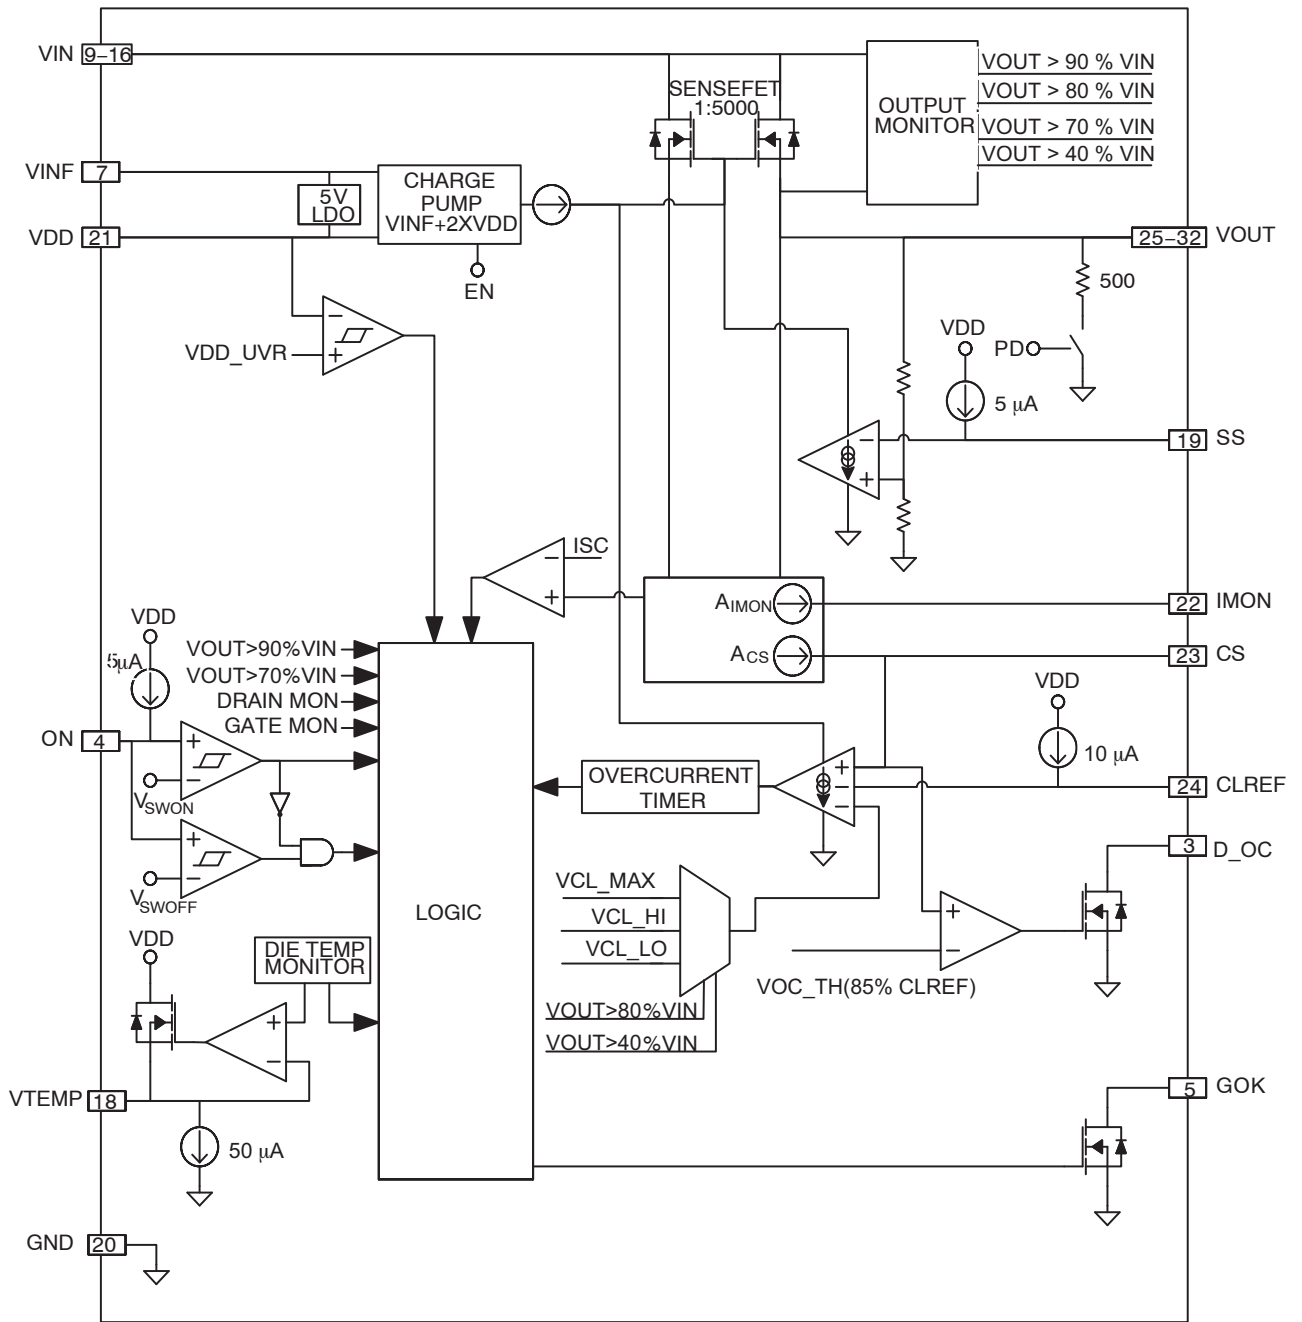 VIN 9–16
SENSEFET
1:5000
OUTPUT
MONITOR
VOUT > 90 % VIN
VOUT > 80 % VIN
VOUT > 70 % VIN
VOUT > 40 % VIN
VINF 7
5V
LDO
CHARGE
PUMP
VINF+2XVDD
VDD 21
EN
25–32 VOUT
500
VDD
PD
5 μA
VDD_UVR
−
+
19 SS
−
+
ISC
−
+
AIMON
22 IMON
ACS
23 CS
VDD
5μA
VOUT>90%VIN
VOUT>70%VIN
DRAIN MON
GATE MON
ON 4
+
−
VSWON
+
−
VSWOFF
VDD
10 μA
OVERCURRENT
TIMER
+
−
−
24 CLREF
3 D_OC
LOGIC
VCL_MAX
VCL_HI
VCL_LO
VOUT>80%VIN
VOUT>40%VIN
+
−
VOC_TH(85% CLREF)
VDD
DIE TEMP
MONITOR
+
−
VTEMP 18
50 μA
5 GOK
GND 20